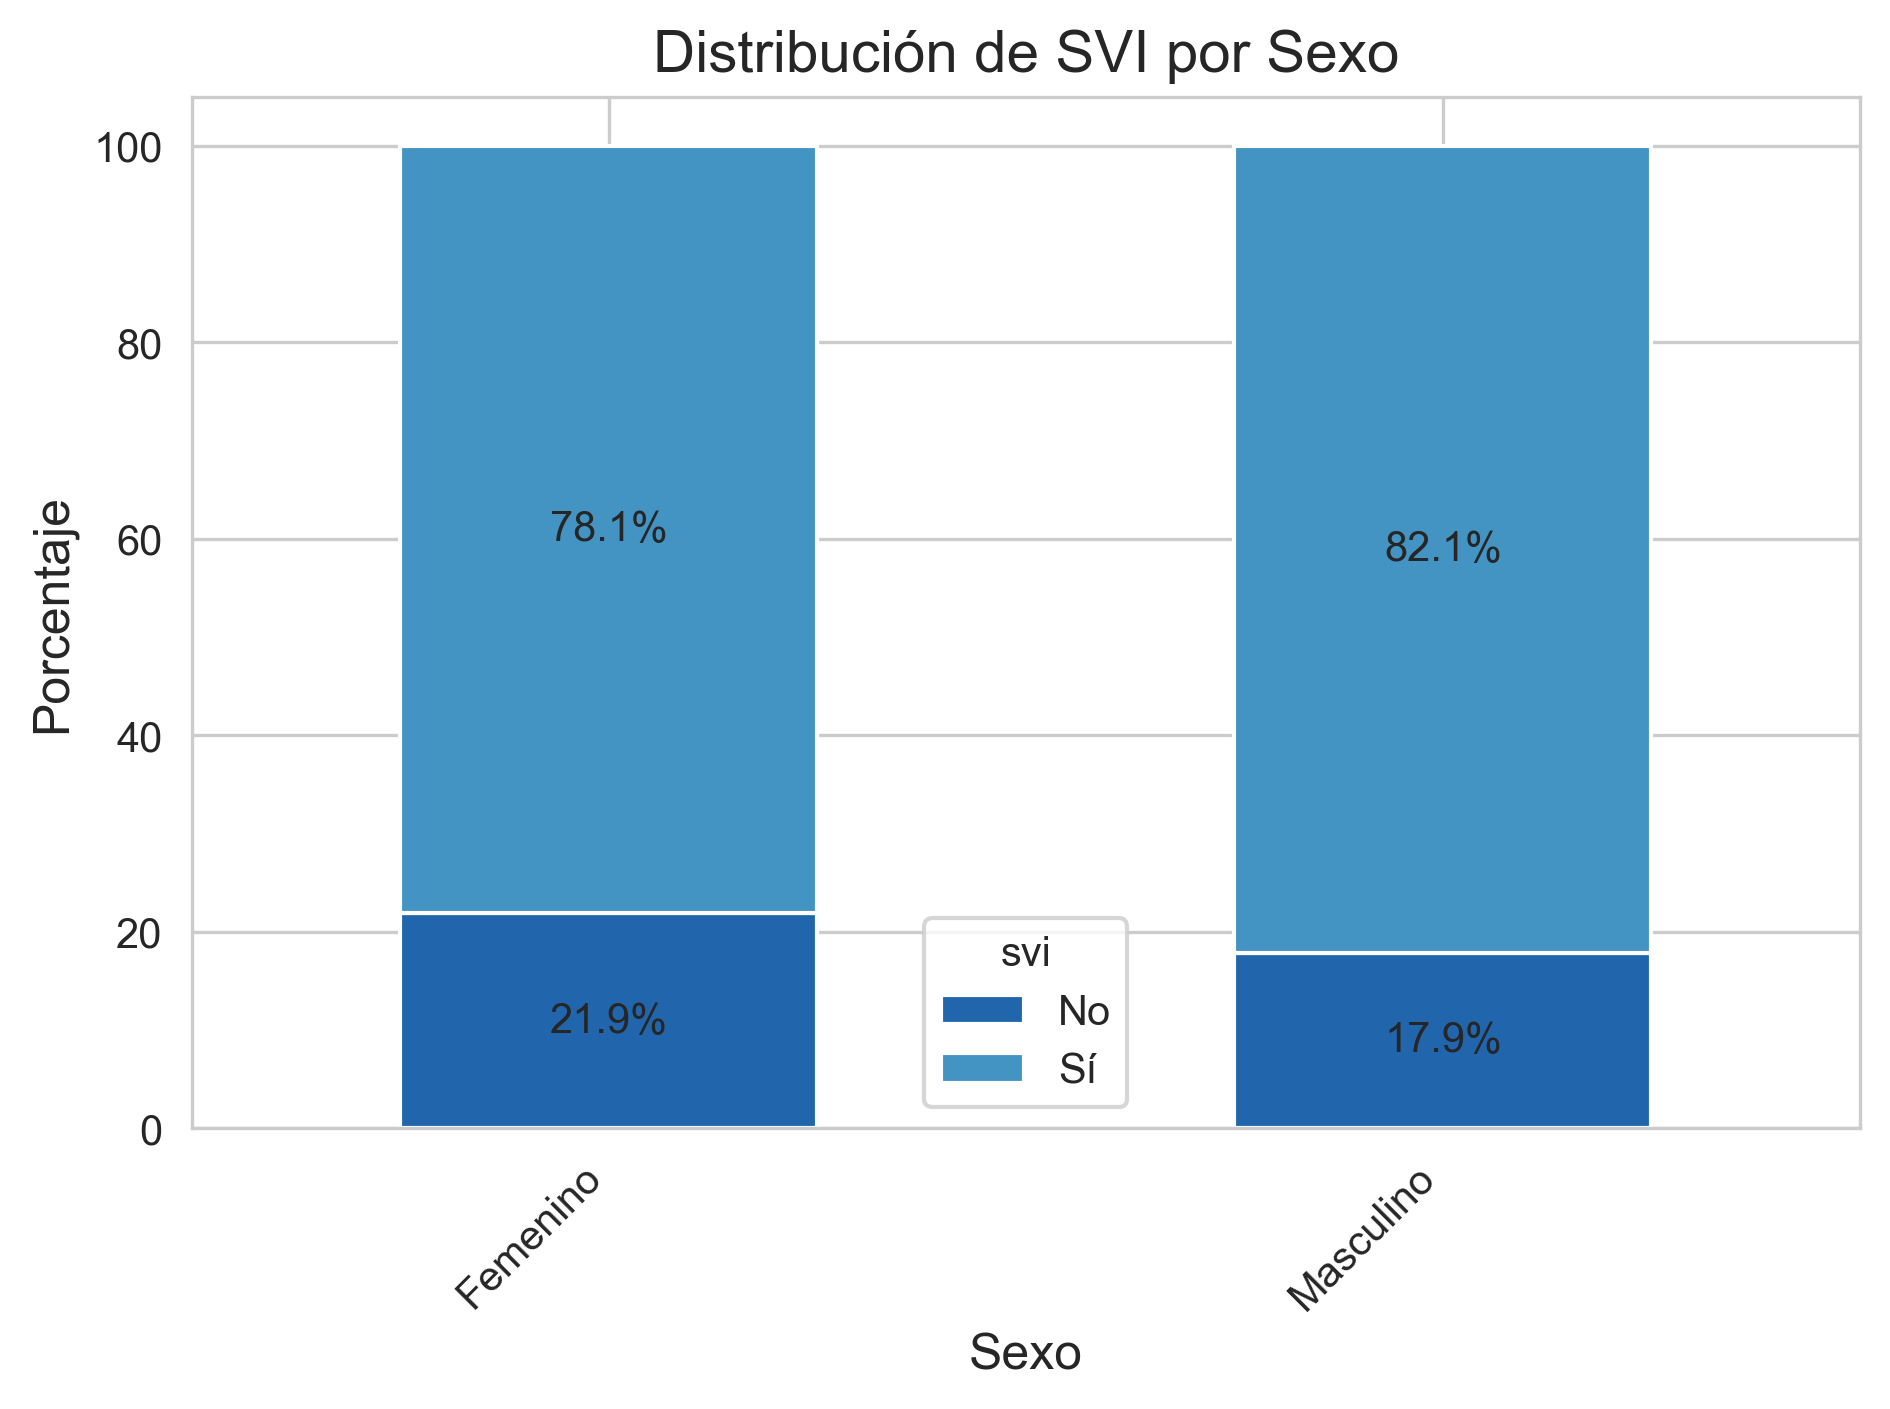 Distribución de SVI por Sexo
Porcentaje
100
80
60
40
20
0
78.1%
82.1%
21.9%
17.9%
svi
No
Sí
Femenino
Masculino
Sexo